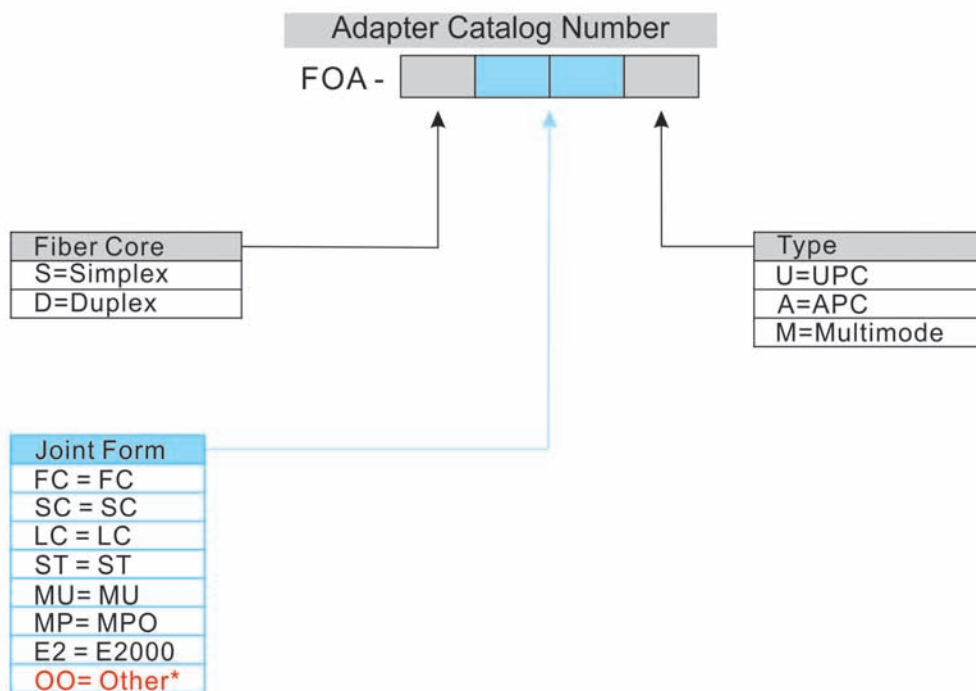 Adapter Catalog Number
FOA -
Fiber Core
S=Simplex
D=Duplex
Type
U=UPC
A=APC
M=Multimode
Joint Form
FC = FC
SC = SC
LC = LC
ST = ST
MU= MU
MP= MPO
E2 = E2000
OO= Other*